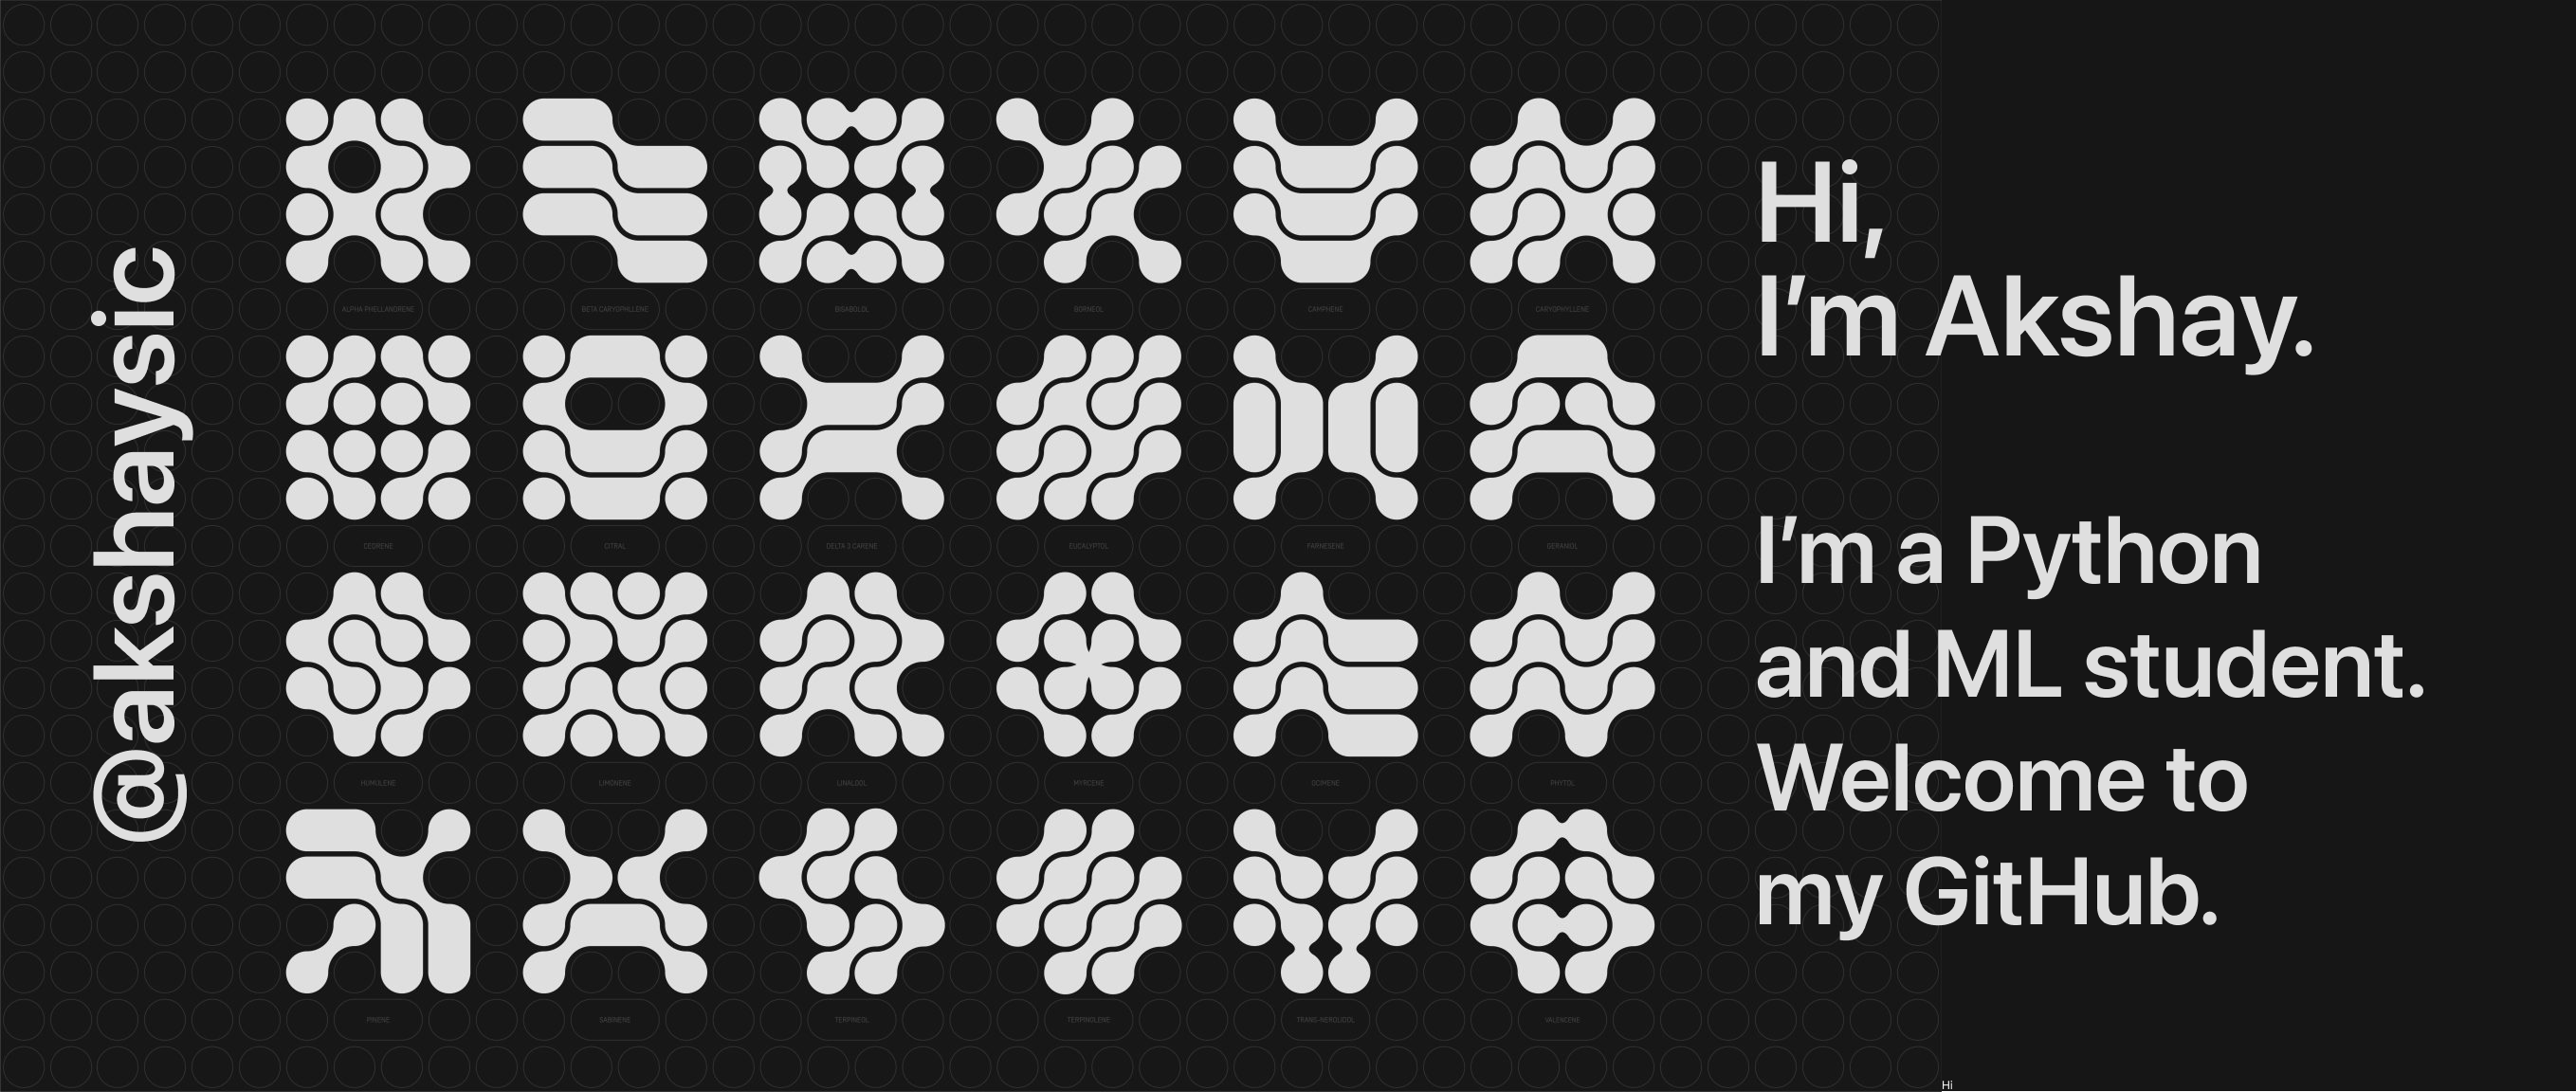 @akshaysic
ALPHA PHELLANDRENE
BETA CARYOPHLLENE
BISABOLOL
BORNEOL
CAMPHENE
CARYOPHYLLENE
CEDRENE
CITRAL
DELTA 3 CARENE
EUCALYPTOL
FARNESENE
GERANIOL
HUMULENE
LIMONENE
LINALOOL
MYRCENE
OCIMENE
PHYTOL
PINENE
SABINENE
TERPINEOL
TERPINOLENE
TRANS-NEROLIDOL
VALENCENE
Hi,
I’m Akshay.
I’m a Python
and ML student.
Welcome to
my GitHub.
Hi